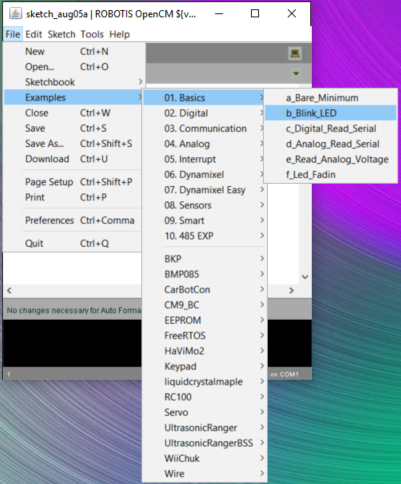 sketch_aug05a | ROBOTIS OpenCM ${v...
File Edit Sketch Tools Help
New Ctrl+N
Open... Ctrl+O
Sketchbook
Examples
Close Ctrl+W
Save Ctrl+S
Save As... Ctrl+Shift+S
Download Ctrl+U
Page Setup Ctrl+Shift+P
Print Ctrl+P
Preferences Ctrl+Comma
Quit Ctrl+Q
01. Basics
02. Digital
03. Communication
04. Analog
05. Interrupt
06. Dynamixel
07. Dynamixel Easy
08. Sensors
09. Smart
10. 485 EXP
BKP
BMP085
CarBotCon
CM9_BC
EEPROM
FreeRTOS
HaViMo2
Keypad
liquidcrystalmaple
RC100
Servo
UltrasonicRanger
UltrasonicRangerBSS
WiiChuk
Wire
a_Bare_Minimum
b_Blink_LED
c_Digital_Read_Serial
d_Analog_Read_Serial
e_Read_Analog_Voltage
f_Led_Fadin
No changes necessary for Auto Forma
1
on COM1